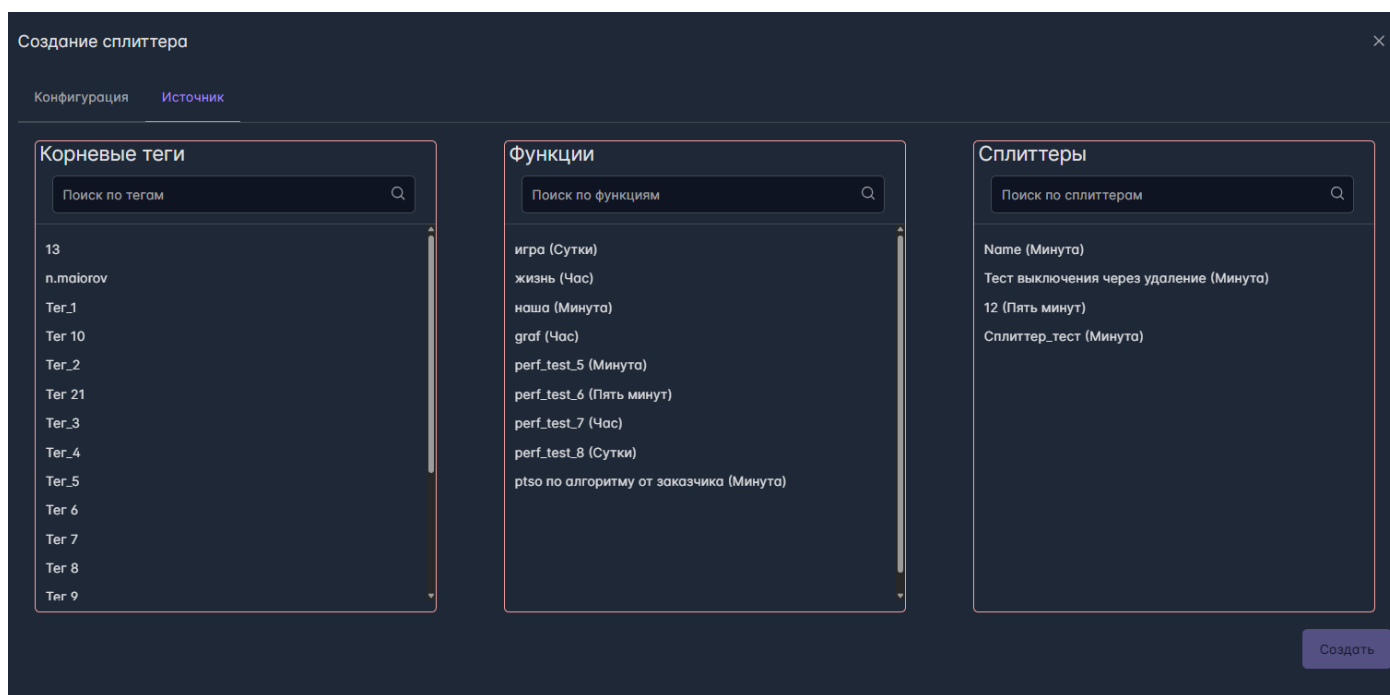 Создание сплиттера
Конфигурация
Источник
Корневые теги
Поиск по тегам
13
n.maiorov
Тег_1
Тег 10
Тег_2
Тег 21
Тег_3
Тег_4
Тег_5
Тег 6
Тег 7
Тег 8
Тег 9
Функции
Поиск по функциям
игра (Сутки)
жизнь (Час)
наша (Минута)
graf (Час)
perf_test_5 (Минута)
perf_test_6 (Пять минут)
perf_test_7 (Час)
perf_test_8 (Сутки)
ptso по алгоритму от заказчика (Минута)
Сплиттеры
Поиск по сплиттерам
Name (Минута)
Тест выключения через удаление (Минута)
12 (Пять минут)
Сплиттер_тест (Минута)
Создать